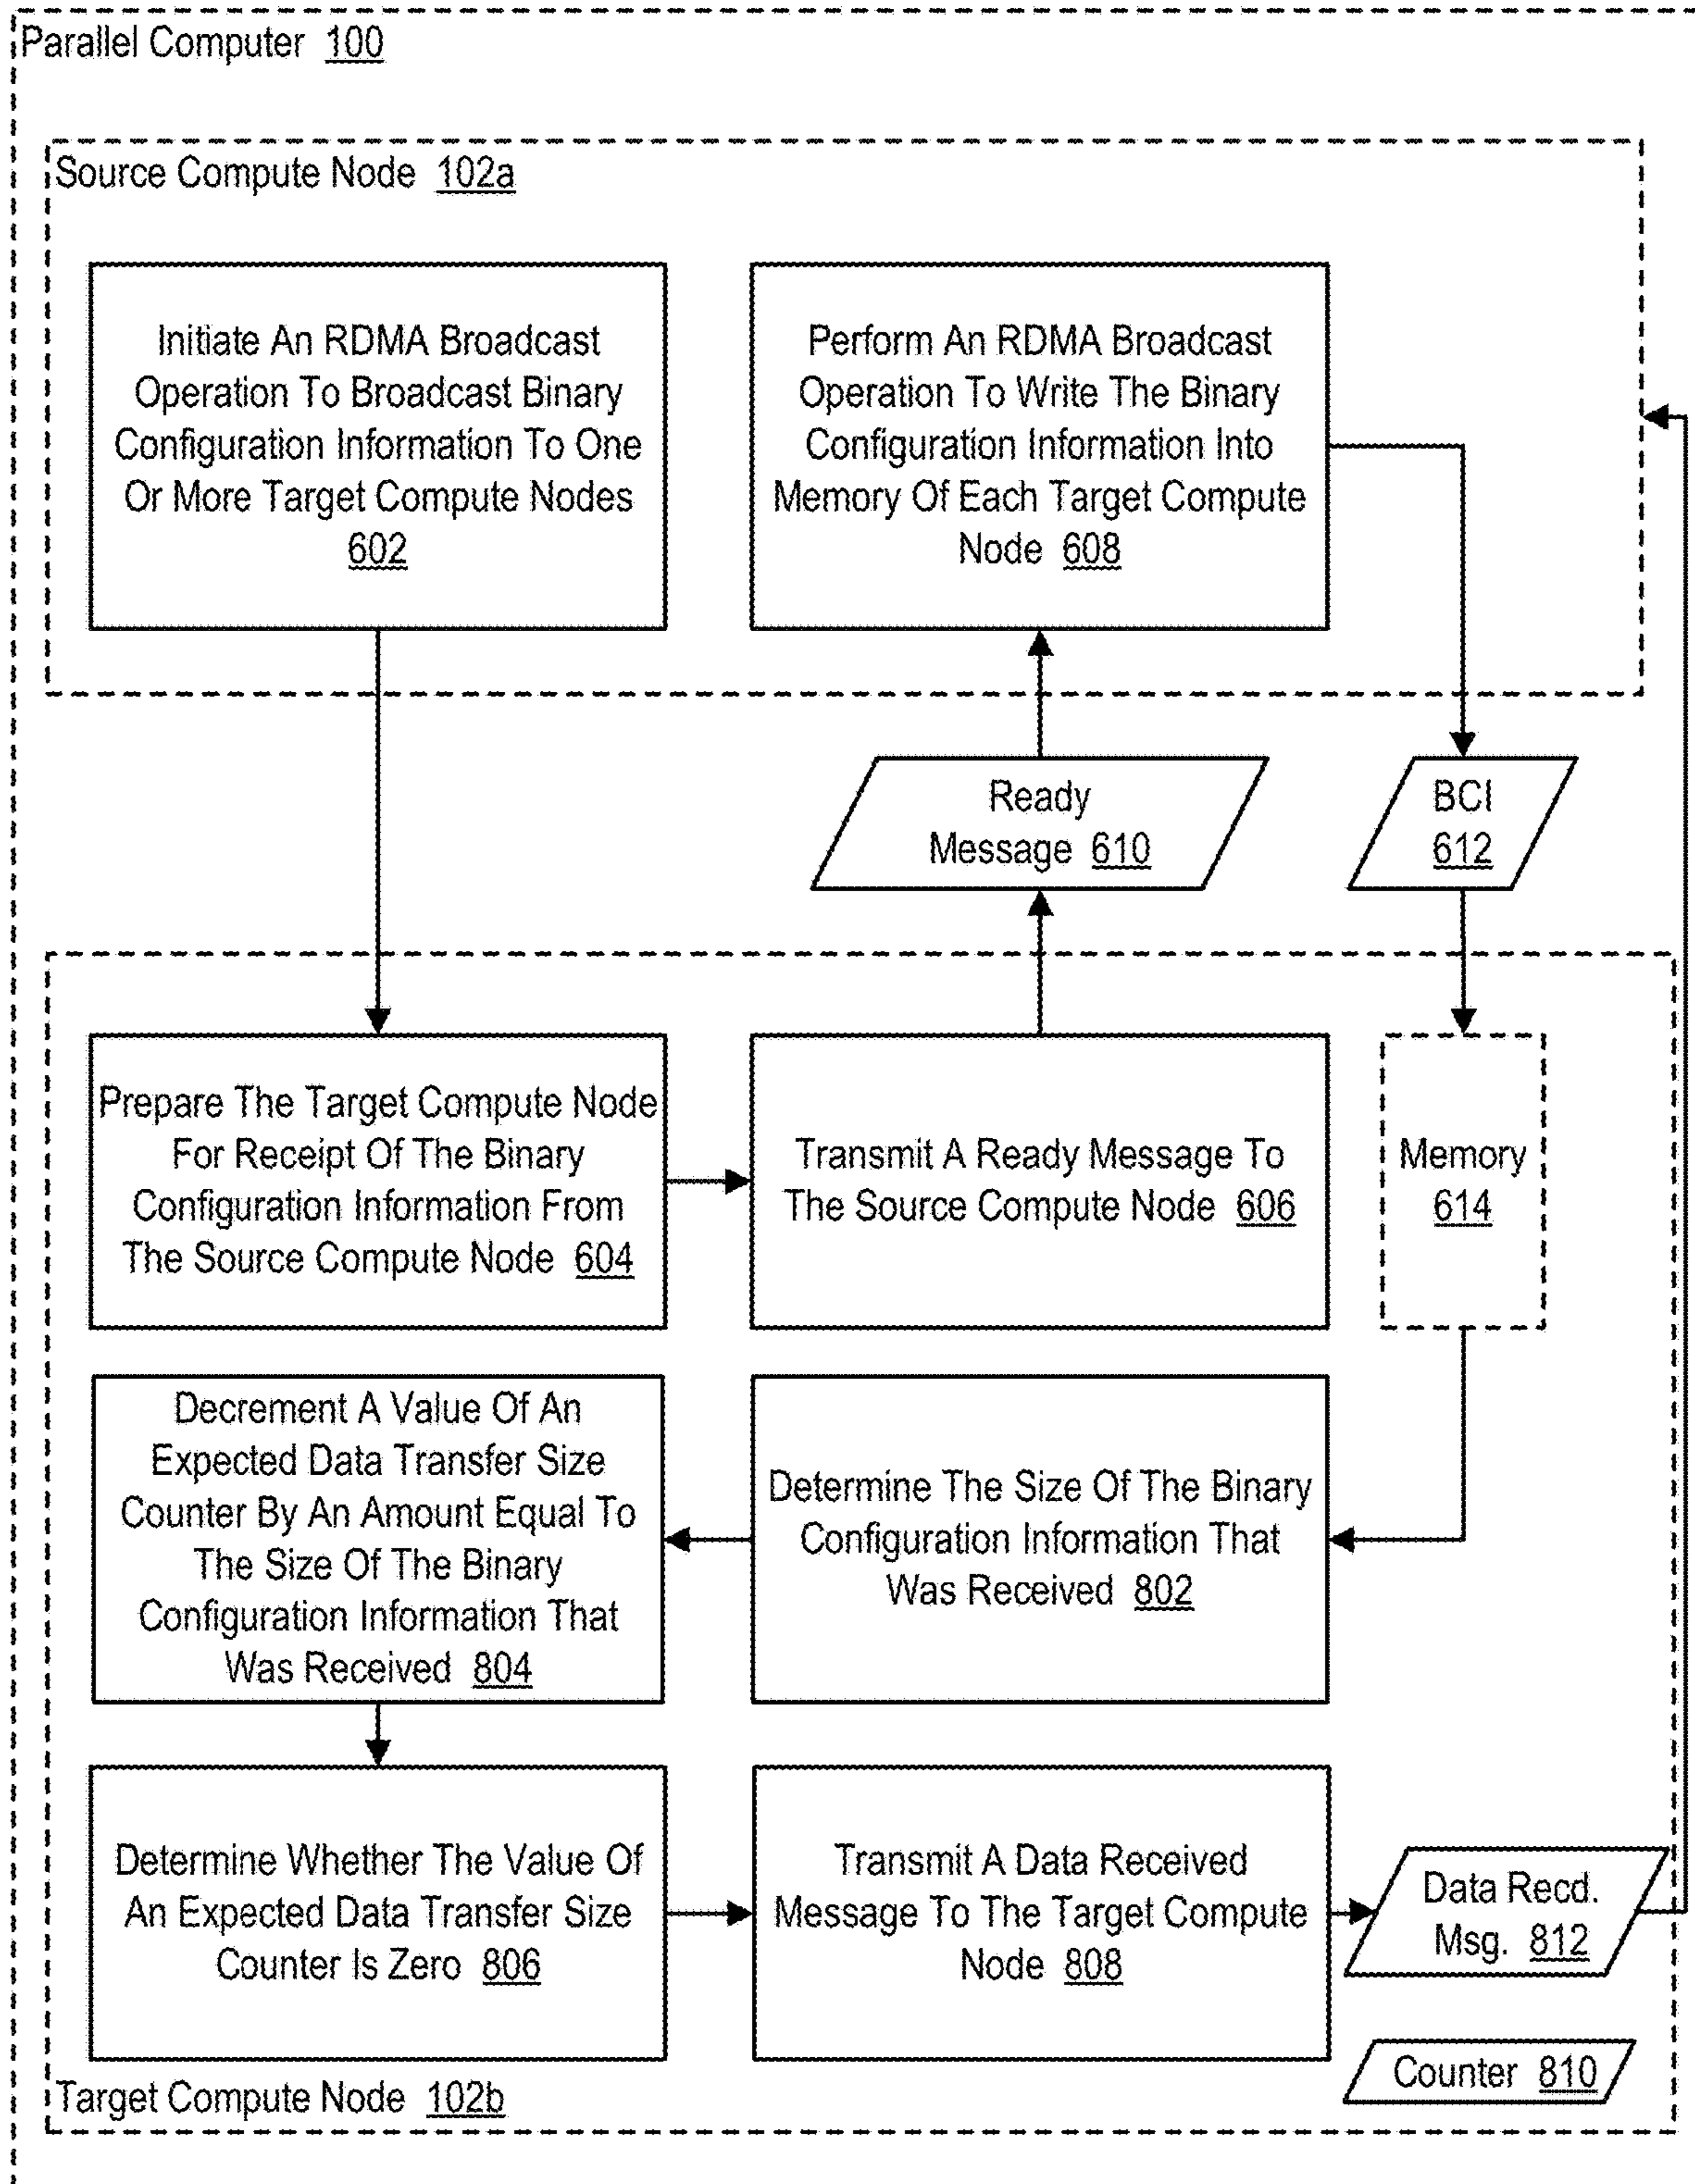 Parallel Computer 100
Source Compute Node 102a
Initiate An RDMA Broadcast
Operation To Broadcast Binary
Configuration Information To One
Or More Target Compute Nodes
602
Perform An RDMA Broadcast
Operation To Write The Binary
Configuration Information Into
Memory Of Each Target Compute
Node 608
Ready
Message 610
BCI
612
Prepare The Target Compute Node
For Receipt Of The Binary
Configuration Information From
The Source Compute Node 604
Transmit A Ready Message To
The Source Compute Node 606
Memory
614
Decrement A Value Of An
Expected Data Transfer Size
Counter By An Amount Equal To
The Size Of The Binary
Configuration Information That
Was Received 804
Determine The Size Of The Binary
Configuration Information That
Was Received 802
Determine Whether The Value Of
An Expected Data Transfer Size
Counter Is Zero 806
Transmit A Data Received
Message To The Target Compute
Node 808
Data Recd.
Msg. 812
Counter 810
Target Compute Node 102b